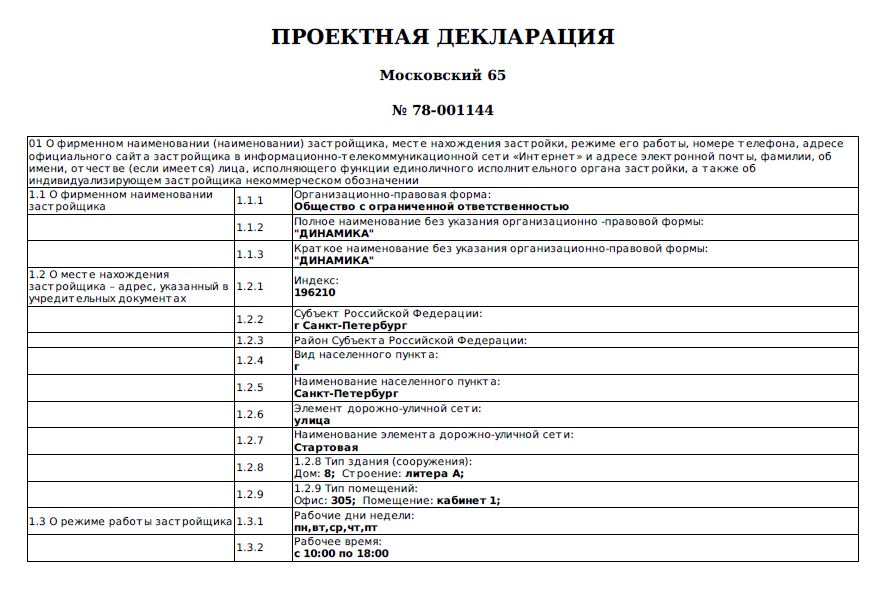 ПРОЕКТНАЯ ДЕКЛАРАЦИЯ
Московский 65
№ 78-001144
01 О фирменном наименовании (наименовании) застройщика, месте нахождения застройки, режиме его работы, номере телефона, адресе
официального сайта застройщика в информационно-телекоммуникационной сети «Интернет» и адресе электронной почты, фамилии, об
имени, отчестве (если имеется) лица, исполняющего функции единоличного исполнительного органа застройки, а также об
индивидуализирующем застройщика некоммерческом обозначении
1.1 О фирменном наименовании
застройщика
1.1.1
Организационно-правовая форма:
Общество с ограниченной ответственностью
1.1.2
Полное наименование без указания организационно -правовой формы:
"ДИНАМИКА"
1.1.3
Краткое наименование без указания организационно-правовой формы:
"ДИНАМИКА"
1.2 О месте нахождения
застройщика – адрес, указанный в
учредительных документах
1.2.1
Индекс:
196210
1.2.2
Субъект Российской Федерации:
г Санкт-Петербург
1.2.3
Район Субъекта Российской Федерации:
1.2.4
Вид населенного пункта:
г
1.2.5
Наименование населенного пункта:
Санкт-Петербург
1.2.6
Элемент дорожно-уличной сети:
улица
1.2.7
Наименование элемента дорожно-уличной сети:
Стартовая
1.2.8
1.2.8 Тип здания (сооружения):
Дом: 8; Строение: литера А;
1.2.9
1.2.9 Тип помещений:
Офис: 305; Помещение: кабинет 1;
1.3 О режиме работы застройщика
1.3.1
Рабочие дни недели:
пн,вт,ср,чт,пт
1.3.2
Рабочее время:
с 10:00 по 18:00